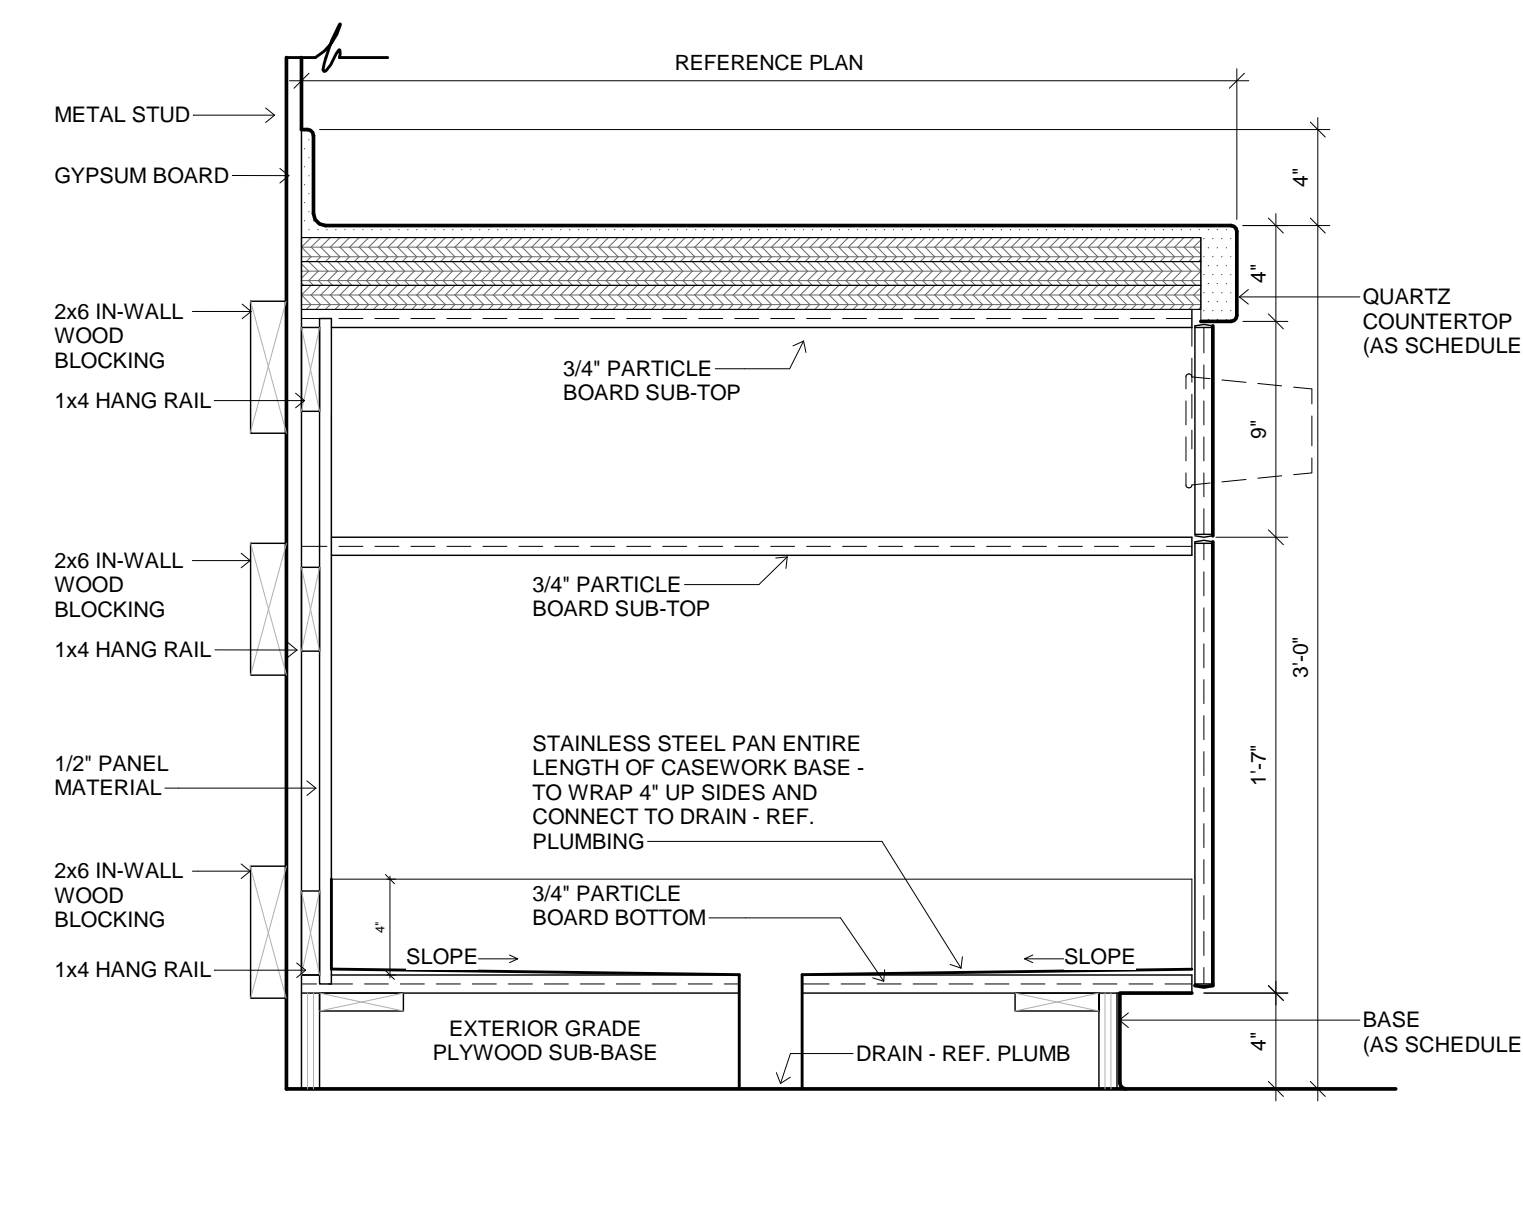 REFERENCE PLAN
METAL STUD
GYPSUM BOARD
4"
2x6 IN-WALL
WOOD
BLOCKING
1x4 HANG RAIL
4"
QUARTZ
COUNTERTOP
(AS SCHEDULE
3/4" PARTICLE
BOARD SUB-TOP
9"
2x6 IN-WALL
WOOD
BLOCKING
1x4 HANG RAIL
3/4" PARTICLE
BOARD SUB-TOP
3'-0"
1/2" PANEL
MATERIAL
STAINLESS STEEL PAN ENTIRE
LENGTH OF CASEWORK BASE -
TO WRAP 4" UP SIDES AND
CONNECT TO DRAIN - REF.
PLUMBING
1'-7"
2x6 IN-WALL
WOOD
BLOCKING
1x4 HANG RAIL
3/4" PARTICLE
BOARD BOTTOM
4"
SLOPE
SLOPE
EXTERIOR GRADE
PLYWOOD SUB-BASE
DRAIN - REF. PLUMB
4"
BASE
(AS SCHEDULE